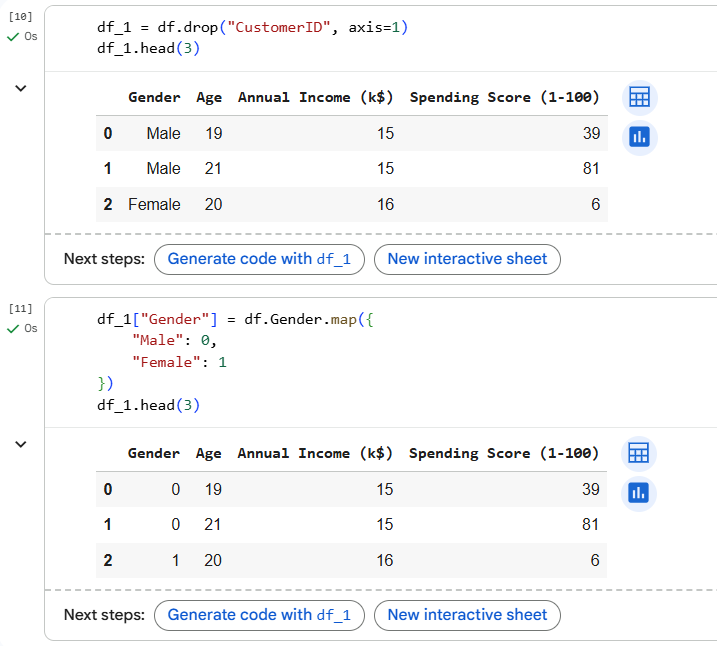 [10]
0s
df_1 = df.drop("CustomerID", axis=1)
df_1.head(3)
Gender Age Annual Income (k$) Spending Score (1-100)
0 Male 19 15 39
1 Male 21 15 81
2 Female 20 16 6
Next steps: Generate code with df_1 New interactive sheet
[11]
0s
df_1["Gender"] = df.Gender.map({
"Male": 0,
"Female": 1
})
df_1.head(3)
Gender Age Annual Income (k$) Spending Score (1-100)
0 0 19 15 39
1 0 21 15 81
2 1 20 16 6
Next steps: Generate code with df_1 New interactive sheet